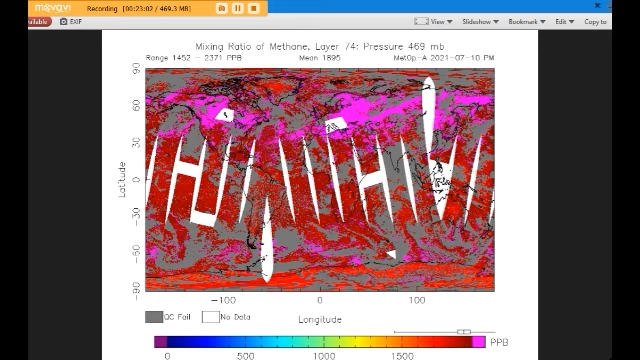 movavi Recording (00:23:02 / 469.3 MB)
Available EXIF View Slideshow Bookmark Edit Copy to
Mixing Ratio of Methane, Layer 74: Pressure 469 mb
Range 1452 - 2371 PPB Mean 1895 MetOp-A 2021-07-10 PM
90
60
30
0
-30
-60
-90
Latitude
-100 0 100
QC Fail No Data Longitude
PPB
0 500 1000 1500